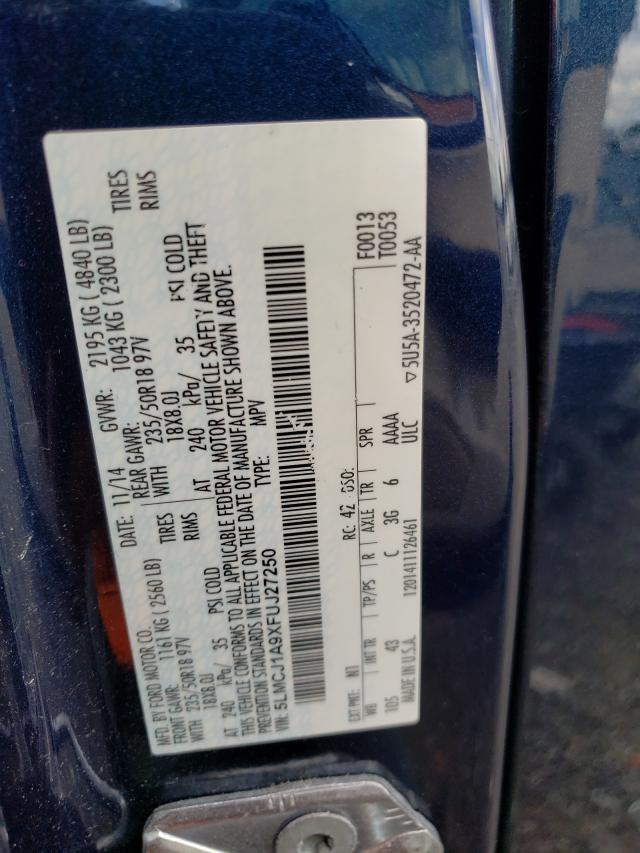 MFD. BY FORD MOTOR CO. DATE: 11/14 GVWR: 2195 KG ( 4840 LB)
FRONT GAWR: 1161 KG ( 2560 LB) REAR GAWR: 1043 KG ( 2300 LB)
WITH 235/50R18 97V TIRES WITH 235/50R18 97V TIRES
18X8.0J RIMS 18X8.0J RIMS
AT 240 kPa/ 35 PSI COLD AT 240 kPa/ 35 PSI COLD
THIS VEHICLE CONFORMS TO ALL APPLICABLE FEDERAL MOTOR VEHICLE SAFETY AND THEFT
PREVENTION STANDARDS IN EFFECT ON THE DATE OF MANUFACTURE SHOWN ABOVE.
VIN: 5LMCJ1A9XFUJ27250 TYPE: MPV
F0013
EXT PNT: N1 RC: 42 DSO: T0053
WB INT TR TP/PS R AXLE TR SPR
105 43 C 3G 6 AAAA
MADE IN U.S.A. 1201411126461 ULC ▽5U5A-3520472-AA